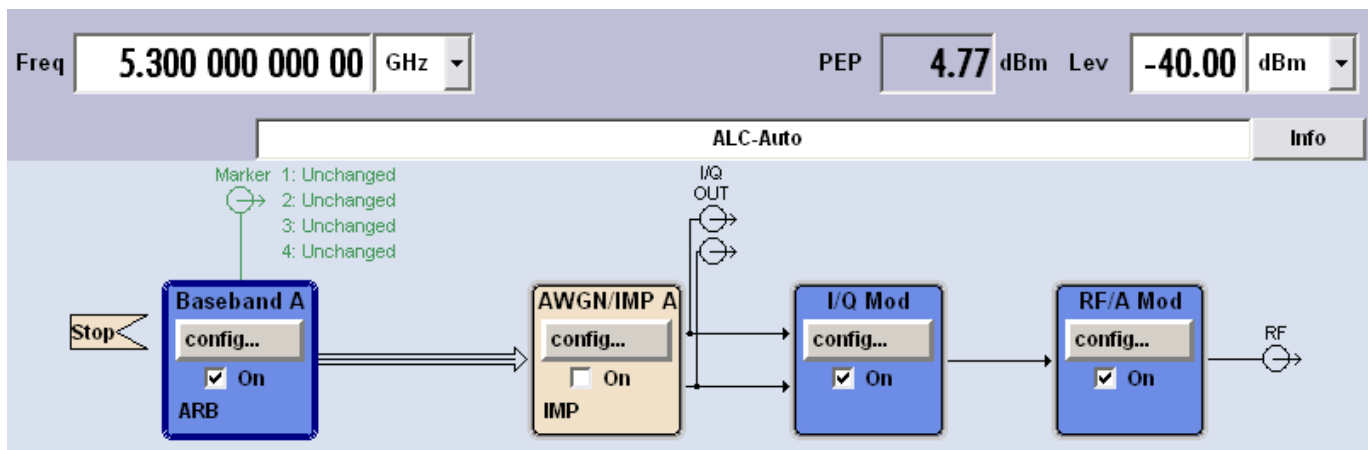 Freq 5.300 000 000 00 GHz PEP 4.77 dBm Lev -40.00 dBm
ALC-Auto Info
Marker 1: Unchanged
2: Unchanged
3: Unchanged
4: Unchanged
I/Q
OUT
Baseband A AWGN/IMP A I/Q Mod RF/A Mod
Stop config... config... config... config... RF
On On On On
ARB IMP